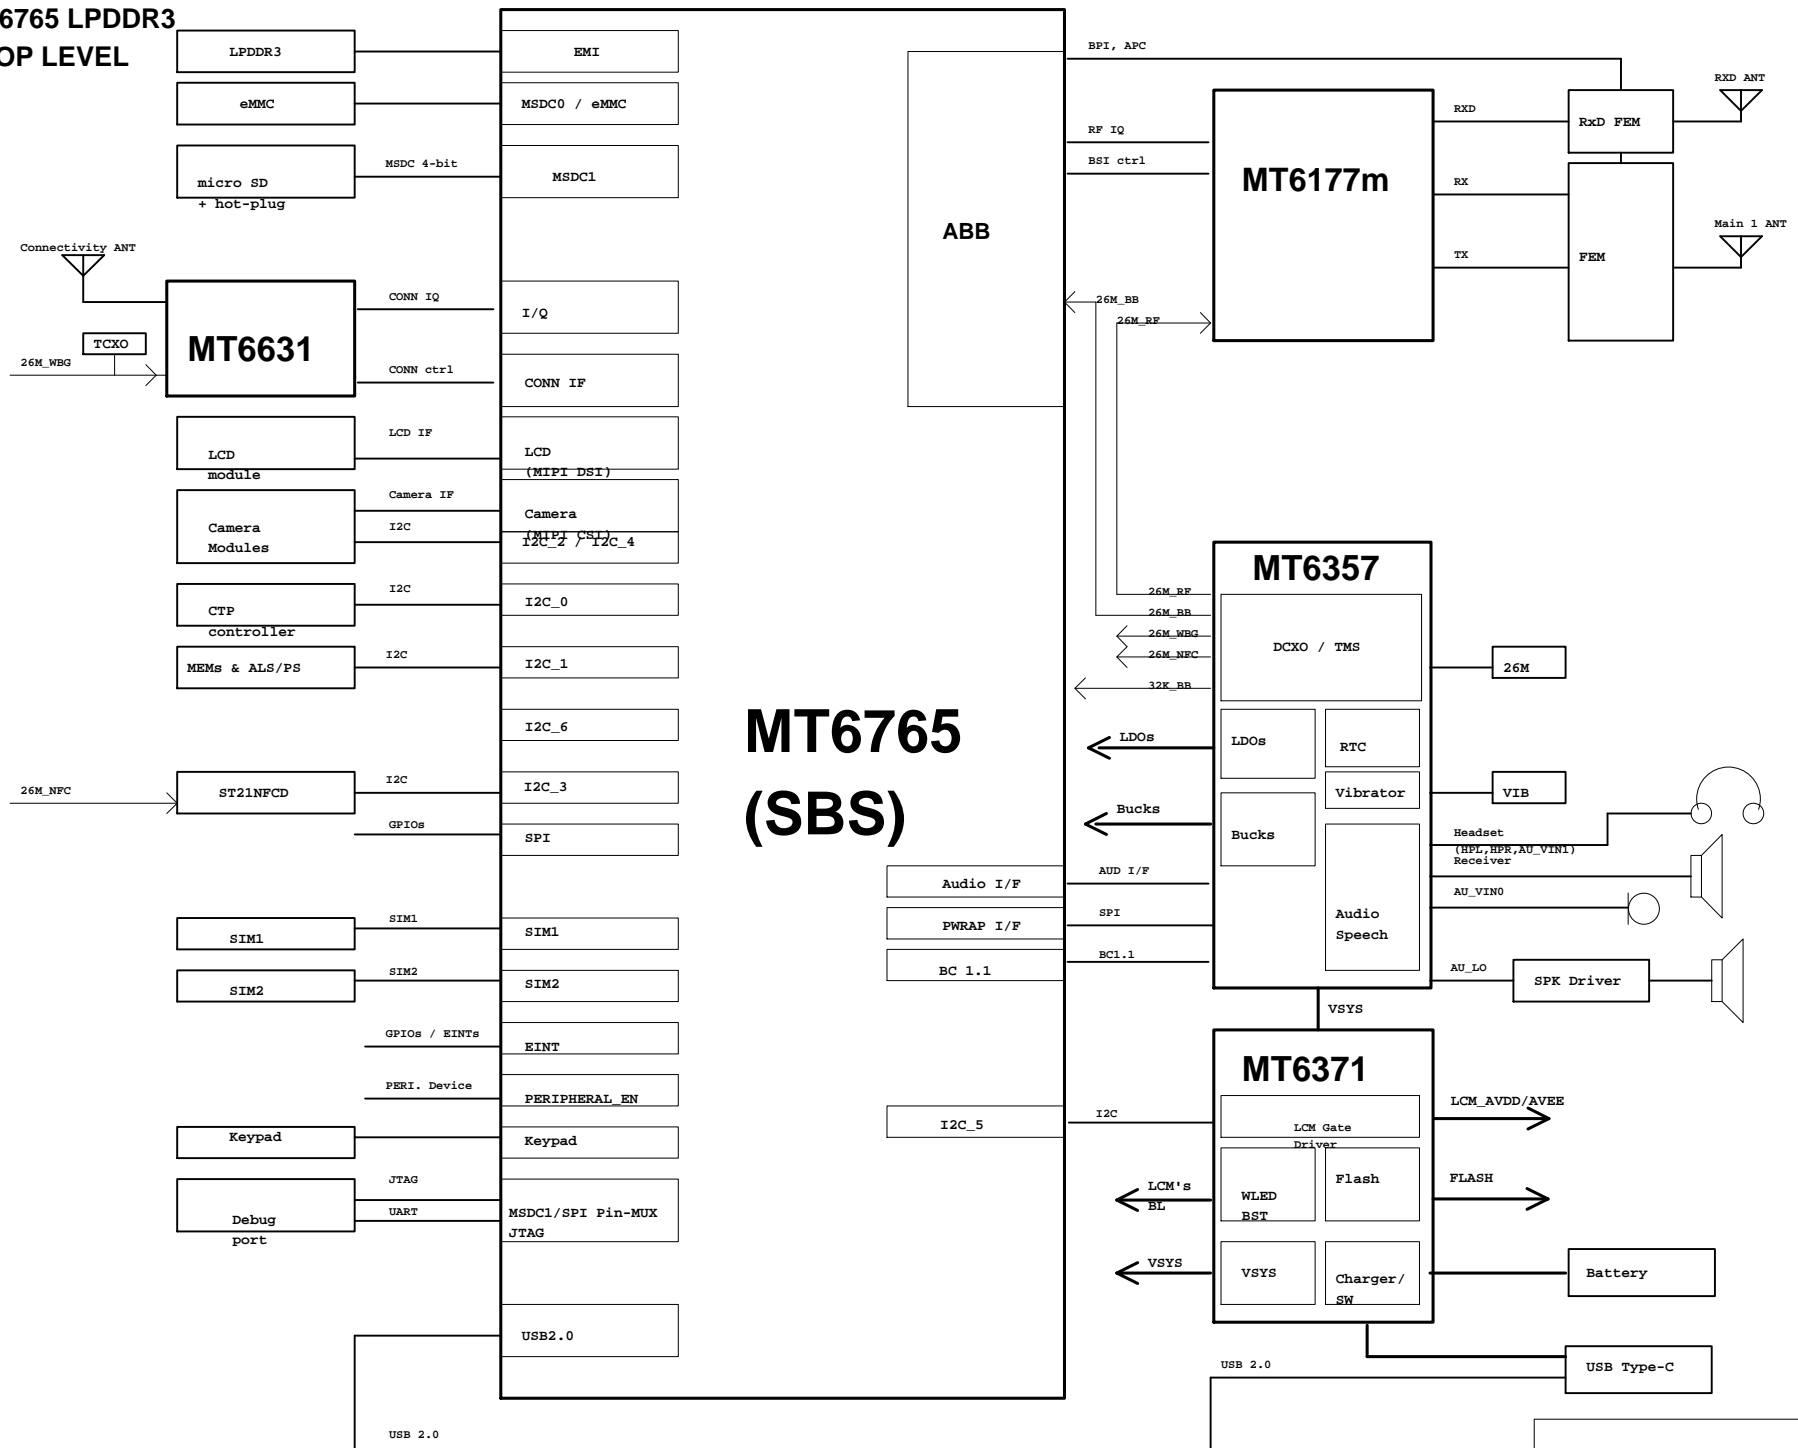 6765 LPDDR3
OP LEVEL
LPDDR3
EMI
eMMC
MSDC0 / eMMC
micro SD
+ hot-plug
MSDC 4-bit
MSDC1
Connectivity ANT
MT6631
TCXO
26M_WBG
CONN IQ
I/Q
CONN ctrl
CONN IF
LCD
module
LCD IF
LCD
(MIPI DSI)
Camera
Modules
Camera IF
I2C
Camera
(MIPI CSI)
I2C_2 / I2C_4
CTP
controller
I2C
I2C_0
MEMs & ALS/PS
I2C
I2C_1
I2C_6
26M_NFC
ST21NFCD
I2C
I2C_3
GPIOs
SPI
SIM1
SIM1
SIM1
SIM2
SIM2
SIM2
GPIOs / EINTs
EINT
PERI. Device
PERIPHERAL_EN
Keypad
Keypad
Debug
port
JTAG
UART
MSDC1/SPI Pin-MUX
JTAG
USB2.0
USB 2.0
MT6765
(SBS)
ABB
BPI, APC
RF IQ
BSI ctrl
MT6177m
RXD
RX
TX
RxD FEM
FEM
RXD ANT
Main 1 ANT
26M_BB
26M_RF
MT6357
26M_RF
26M_BB
26M_WBG
26M_NFC
32K_BB
DCXO / TMS
26M
LDOs
LDOs
RTC
Vibrator
VIB
Bucks
Bucks
Headset
(HPL,HPR,AU_VIN1)
Receiver
AU_VIN0
Audio
Speech
AU_LO
SPK Driver
Audio I/F
AUD I/F
PWRAP I/F
SPI
BC 1.1
BC1.1
VSYS
MT6371
I2C_5
I2C
LCM Gate
Driver
LCM_AVDD/AVEE
LCM's
BL
WLED
BST
Flash
FLASH
VSYS
VSYS
Charger/
SW
Battery
USB Type-C
USB 2.0